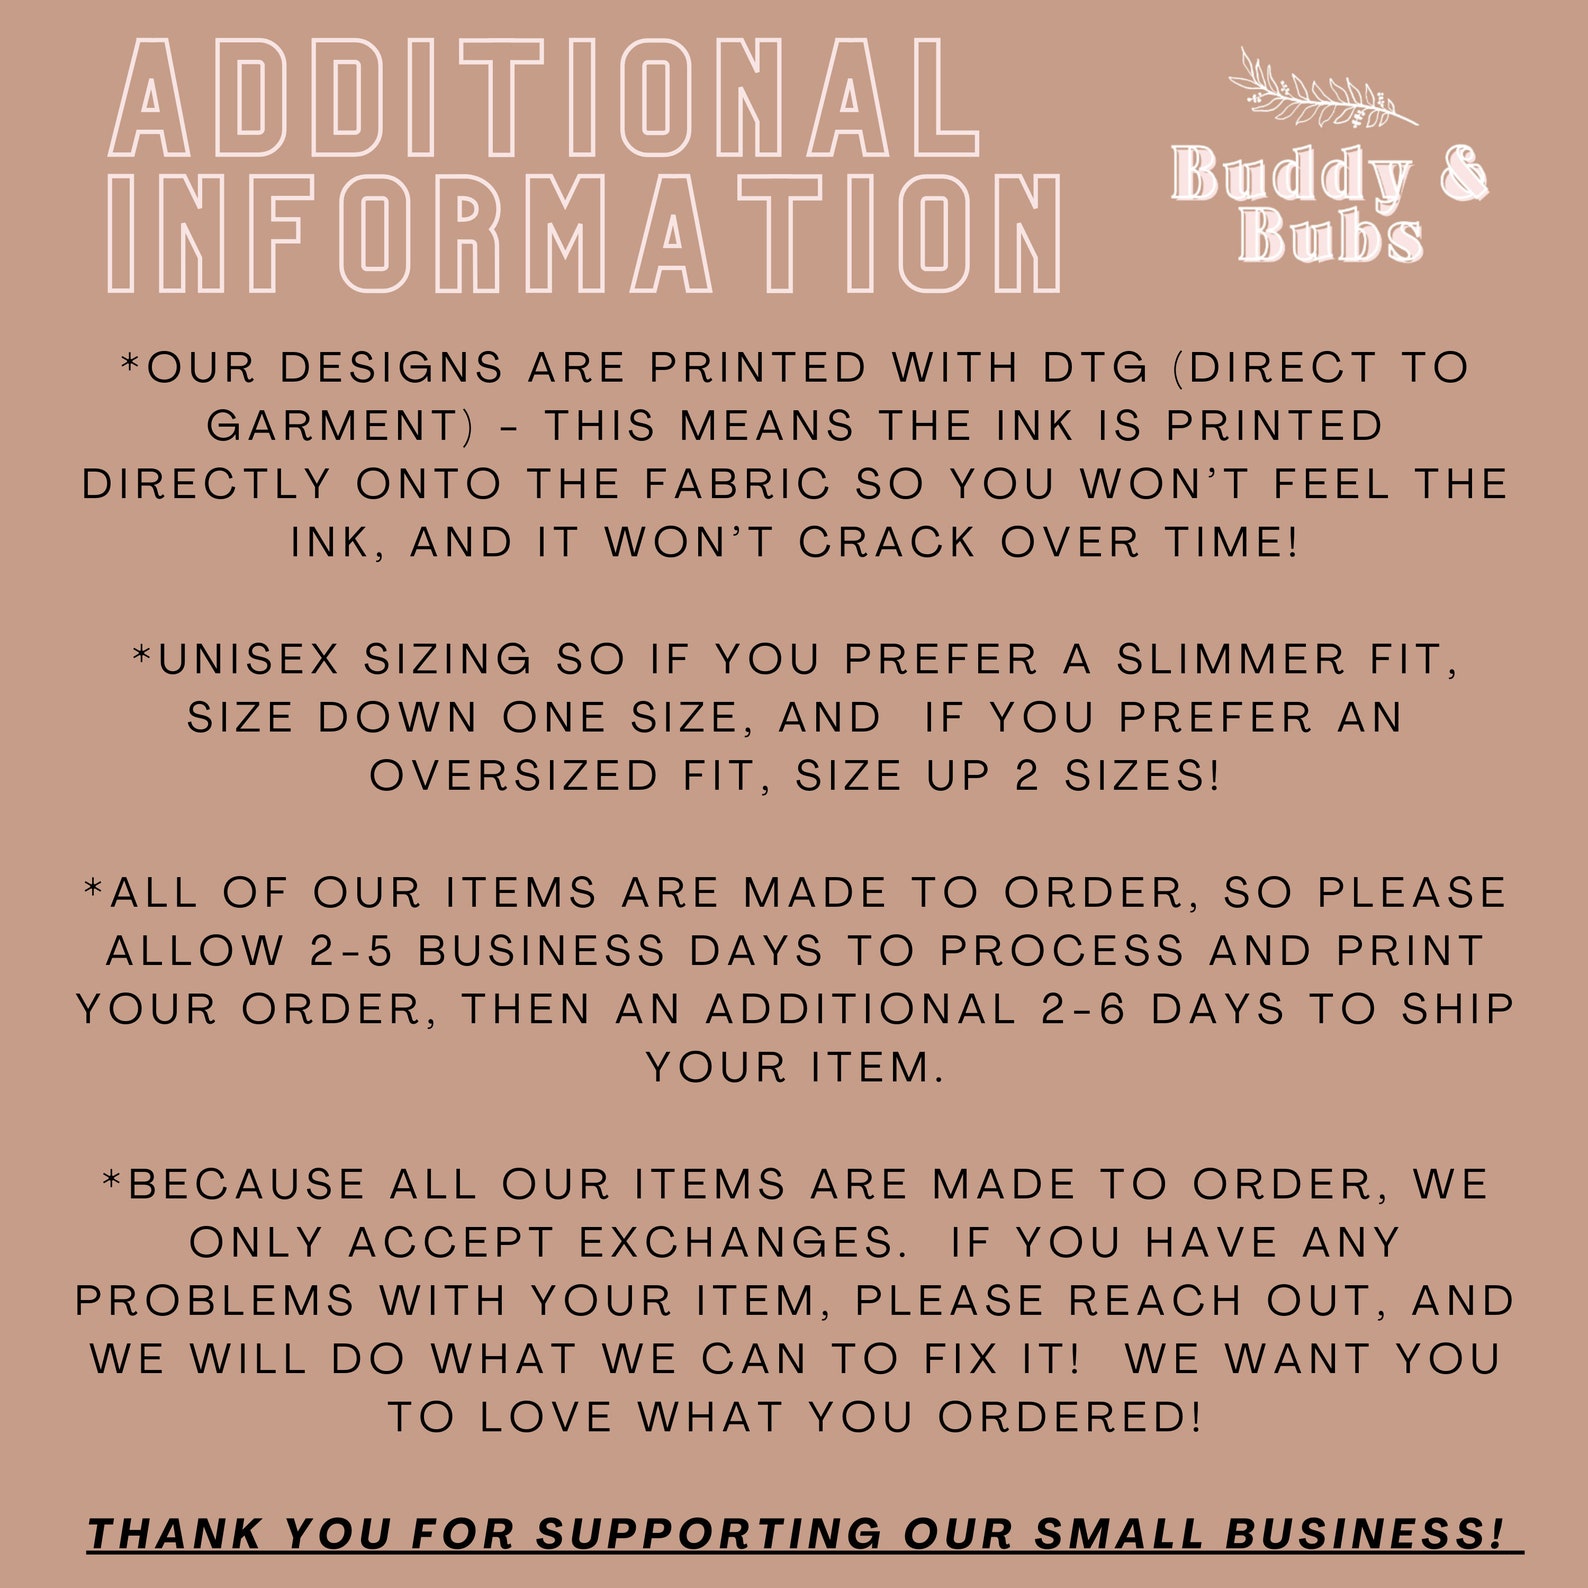 ADDITIONAL
INFORMATION
Buddy &
Bubs
*OUR DESIGNS ARE PRINTED WITH DTG (DIRECT TO
GARMENT) - THIS MEANS THE INK IS PRINTED
DIRECTLY ONTO THE FABRIC SO YOU WON'T FEEL THE
INK, AND IT WON'T CRACK OVER TIME!
*UNISEX SIZING SO IF YOU PREFER A SLIMMER FIT,
SIZE DOWN ONE SIZE, AND  IF YOU PREFER AN
OVERSIZED FIT, SIZE UP 2 SIZES!
*ALL OF OUR ITEMS ARE MADE TO ORDER, SO PLEASE
ALLOW 2-5 BUSINESS DAYS TO PROCESS AND PRINT
YOUR ORDER, THEN AN ADDITIONAL 2-6 DAYS TO SHIP
YOUR ITEM.
*BECAUSE ALL OUR ITEMS ARE MADE TO ORDER, WE
ONLY ACCEPT EXCHANGES.  IF YOU HAVE ANY
PROBLEMS WITH YOUR ITEM, PLEASE REACH OUT, AND
WE WILL DO WHAT WE CAN TO FIX IT!  WE WANT YOU
TO LOVE WHAT YOU ORDERED!
THANK YOU FOR SUPPORTING OUR SMALL BUSINESS!